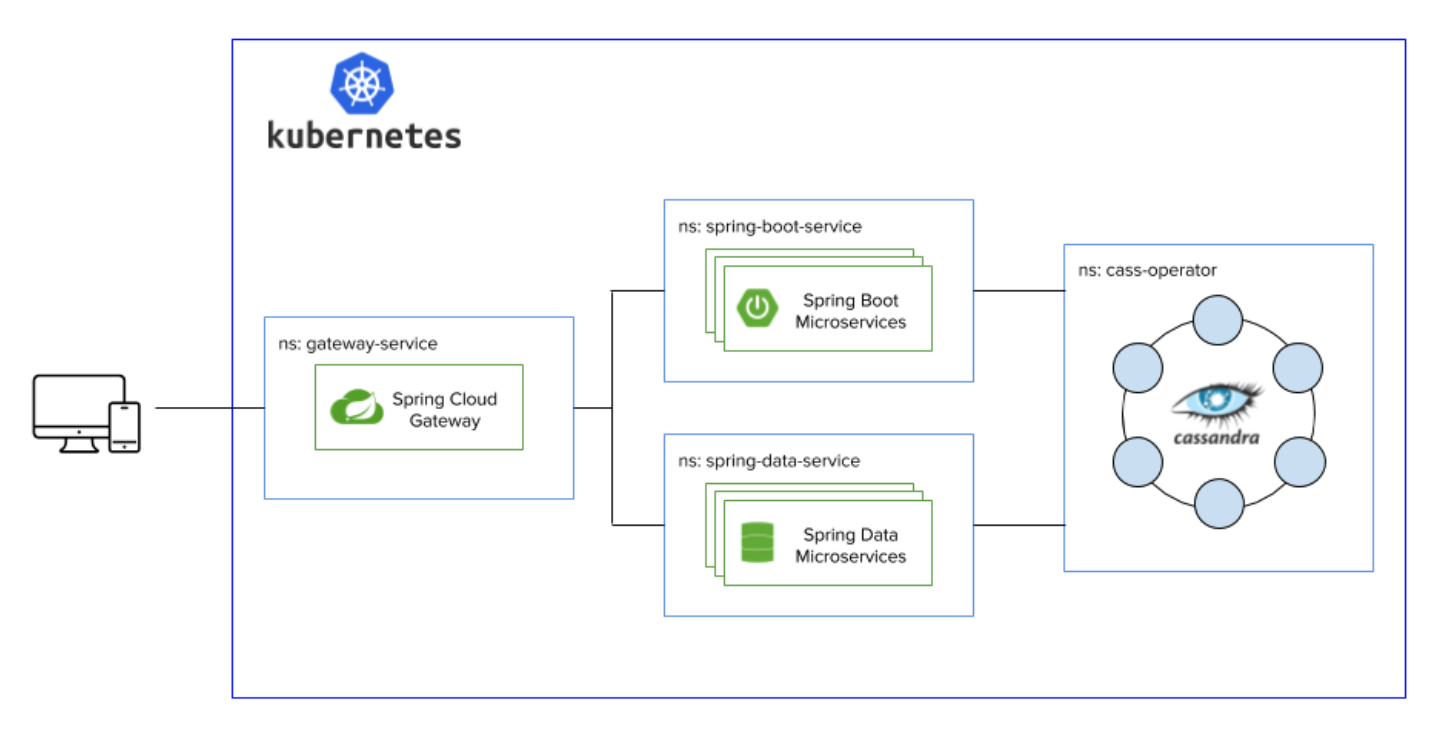 kubernetes
ns: gateway-service
Spring Cloud
Gateway
ns: spring-boot-service
Spring Boot
Microservices
ns: spring-data-service
Spring Data
Microservices
ns: cass-operator
cassandra